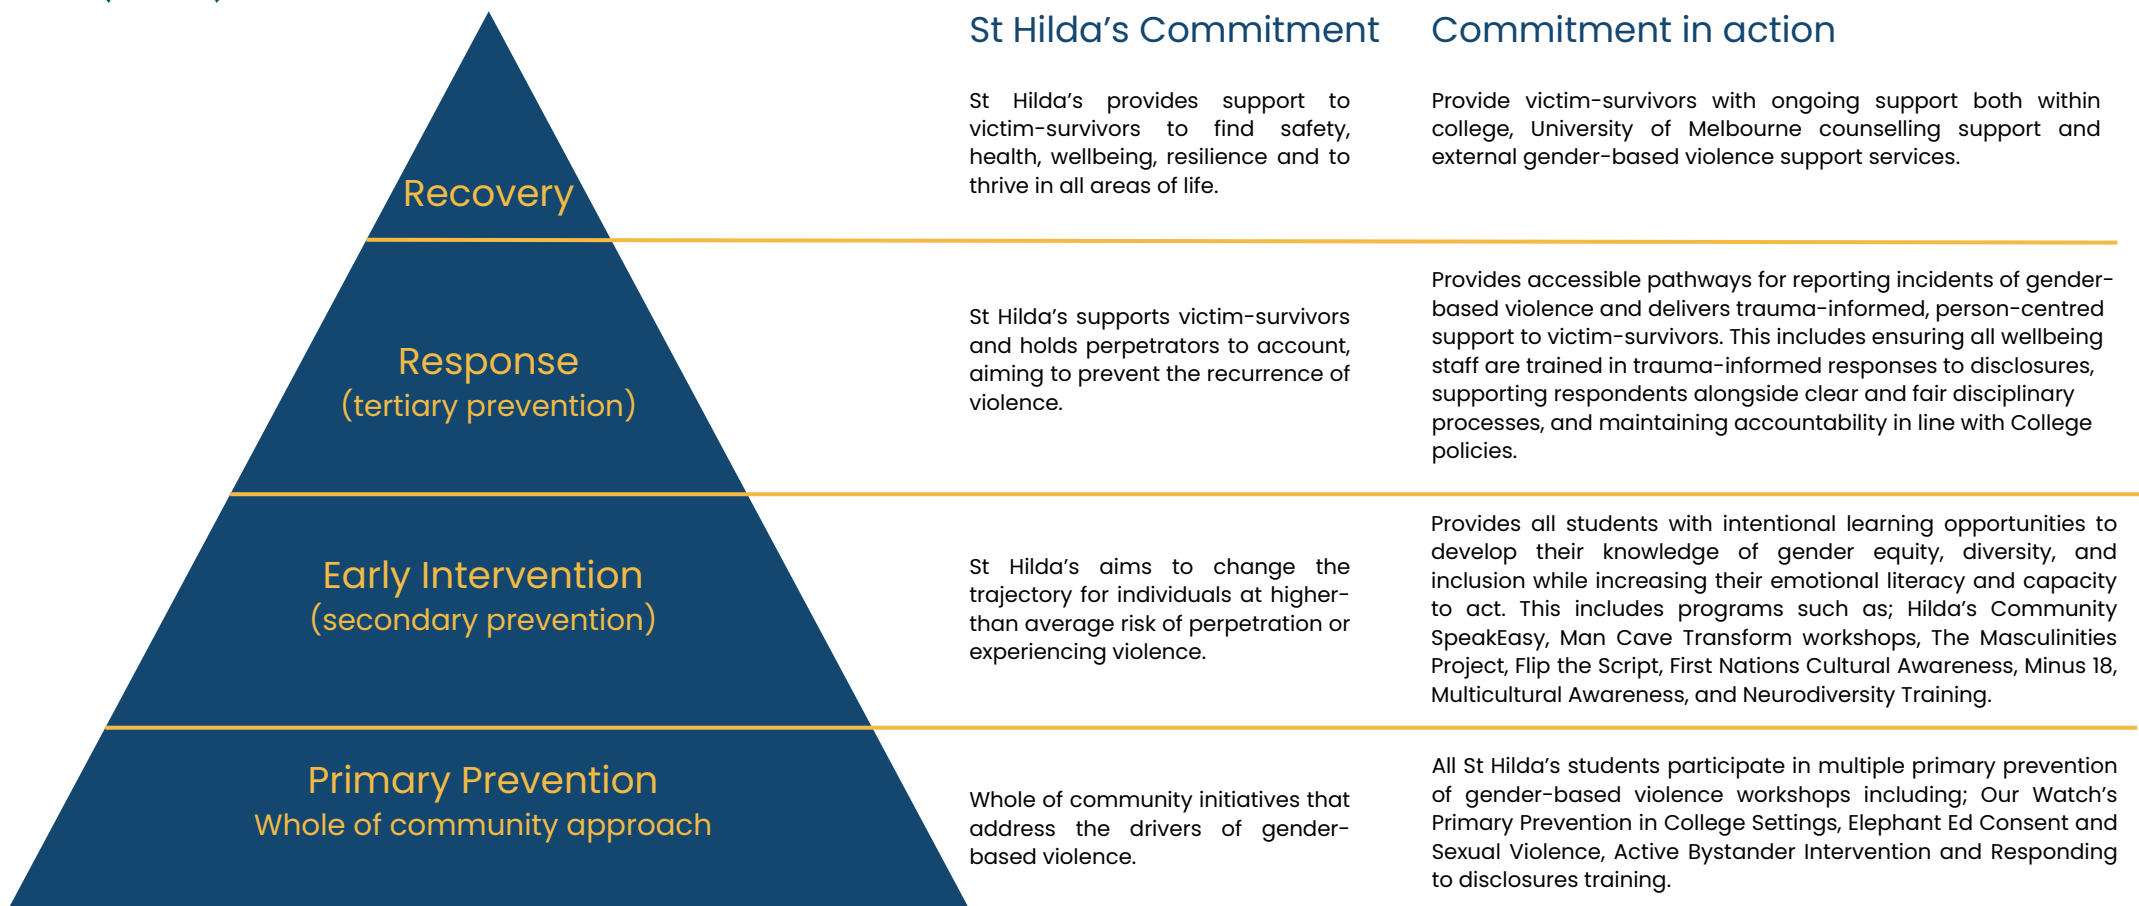 St Hilda's Commitment
Commitment in action
Recovery
St Hilda's provides support to
victim-survivors to find safety,
health, wellbeing, resilience and to
thrive in all areas of life.
Provide victim-survivors with ongoing support both within
college, University of Melbourne counselling support and
external gender-based violence support services.
Response
(tertiary prevention)
St Hilda's supports victim-survivors
and holds perpetrators to account,
aiming to prevent the recurrence of
violence.
Provides accessible pathways for reporting incidents of gender-
based violence and delivers trauma-informed, person-centred
support to victim-survivors. This includes ensuring all wellbeing
staff are trained in trauma-informed responses to disclosures,
supporting respondents alongside clear and fair disciplinary
processes, and maintaining accountability in line with College
policies.
Early Intervention
(secondary prevention)
St Hilda's aims to change the
trajectory for individuals at higher-
than average risk of perpetration or
experiencing violence.
Provides all students with intentional learning opportunities to
develop their knowledge of gender equity, diversity, and
inclusion while increasing their emotional literacy and capacity
to act. This includes programs such as; Hilda's Community
SpeakEasy, Man Cave Transform workshops, The Masculinities
Project, Flip the Script, First Nations Cultural Awareness, Minus 18,
Multicultural Awareness, and Neurodiversity Training.
Primary Prevention
Whole of community approach
Whole of community initiatives that
address the drivers of gender-
based violence.
All St Hilda's students participate in multiple primary prevention
of gender-based violence workshops including; Our Watch's
Primary Prevention in College Settings, Elephant Ed Consent and
Sexual Violence, Active Bystander Intervention and Responding
to disclosures training.